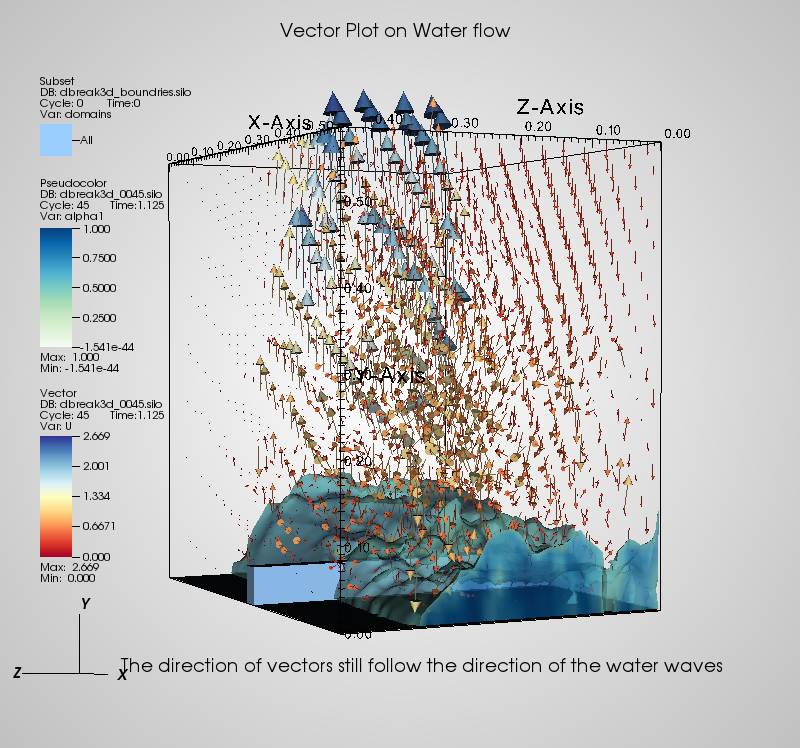 Vector Plot on Water flow
Subset
DB: dbreak3d_boundries.silo
Cycle: 0 Time:0
Var: domains
All
Pseudocolor
DB: dbreak3d_0045.silo
Cycle: 45 Time:1.125
Var: alpha1
1.000
0.7500
0.5000
0.2500
-1.541e-44
Max: 1.000
Min: -1.541e-44
Vector
DB: dbreak3d_0045.silo
Cycle: 45 Time:1.125
Var: U
2.669
2.001
1.334
0.6671
0.000
Max: 2.669
Min: 0.000
X-Axis
0.00 0.10 0.20 0.30 0.40 0.50
Z-Axis
0.40 0.30 0.20 0.10 0.00
0.50
0.40
Y-Axis
0.20
0.10
0.00
Y
Z
X
The direction of vectors still follow the direction of the water waves